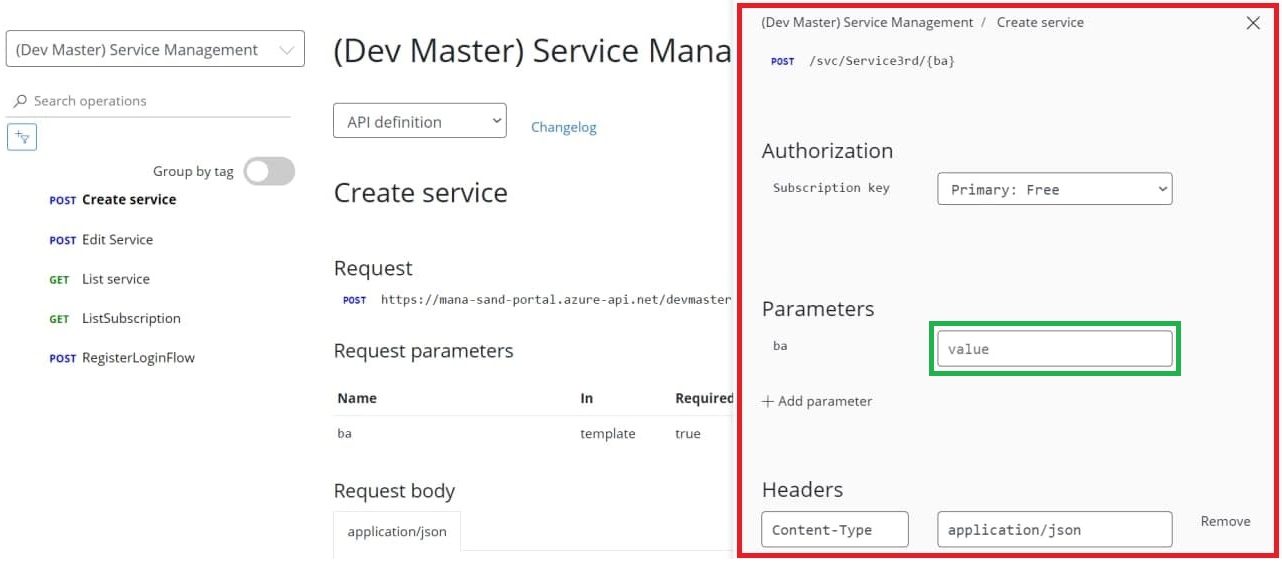 (Dev Master) Service Management
Search operations
Group by tag
POST Create service
POST Edit Service
GET List service
GET ListSubscription
POST RegisterLoginFlow
(Dev Master) Service Mana
API definition
Changelog
Create service
Request
POST https://mana-sand-portal.azure-api.net/devmaster
Request parameters
Name In Required
ba template true
Request body
application/json
(Dev Master) Service Management / Create service
POST /svc/Service3rd/{ba}
Authorization
Subscription key Primary: Free
Parameters
ba value
+ Add parameter
Headers
Content-Type application/json Remove